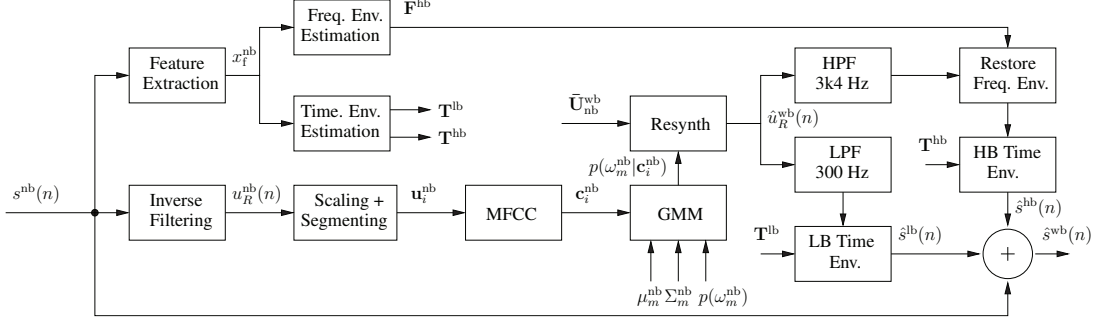 Freq. Env.
Estimation
F^hb
Feature
Extraction
x_f^nb
Time. Env.
Estimation
T^lb
T^hb
Ū_nb^wb
Resynth
û_R^wb(n)
HPF
3k4 Hz
Restore
Freq. Env.
LPF
300 Hz
T^hb
HB Time
Env.
p(ω_m^nb|c_i^nb)
s^nb(n)
Inverse
Filtering
u_R^nb(n)
Scaling +
Segmenting
u_i^nb
MFCC
c_i^nb
GMM
ŝ^hb(n)
T^lb
LB Time
Env.
ŝ^lb(n)
+
ŝ^wb(n)
μ_m^nb Σ_m^nb p(ω_m^nb)